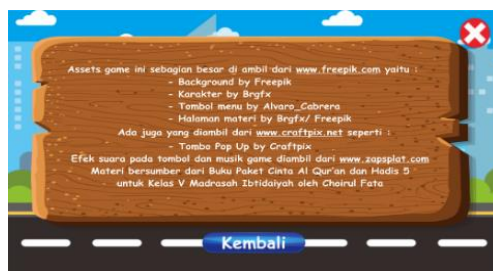 Assets game ini sebagian besar di ambil dari www.freepik.com yaitu :
- Background by Freepik
- Karakter by Brgfx
- Tombol menu by Alvaro_Cabrera
- Halaman materi by Brgfx/ Freepik
Ada juga yang diambil dari www.craftpix.net seperti :
- Tombo Pop Up by Craftpix
Efek suara pada tombol dan musik game diambil dari www.zapsplat.com
Materi bersumber dari Buku Paket Cinta Al Qur'an dan Hadis 5
untuk Kelas V Madrasah Ibtidaiyah oleh Choirul Fata
Kembali